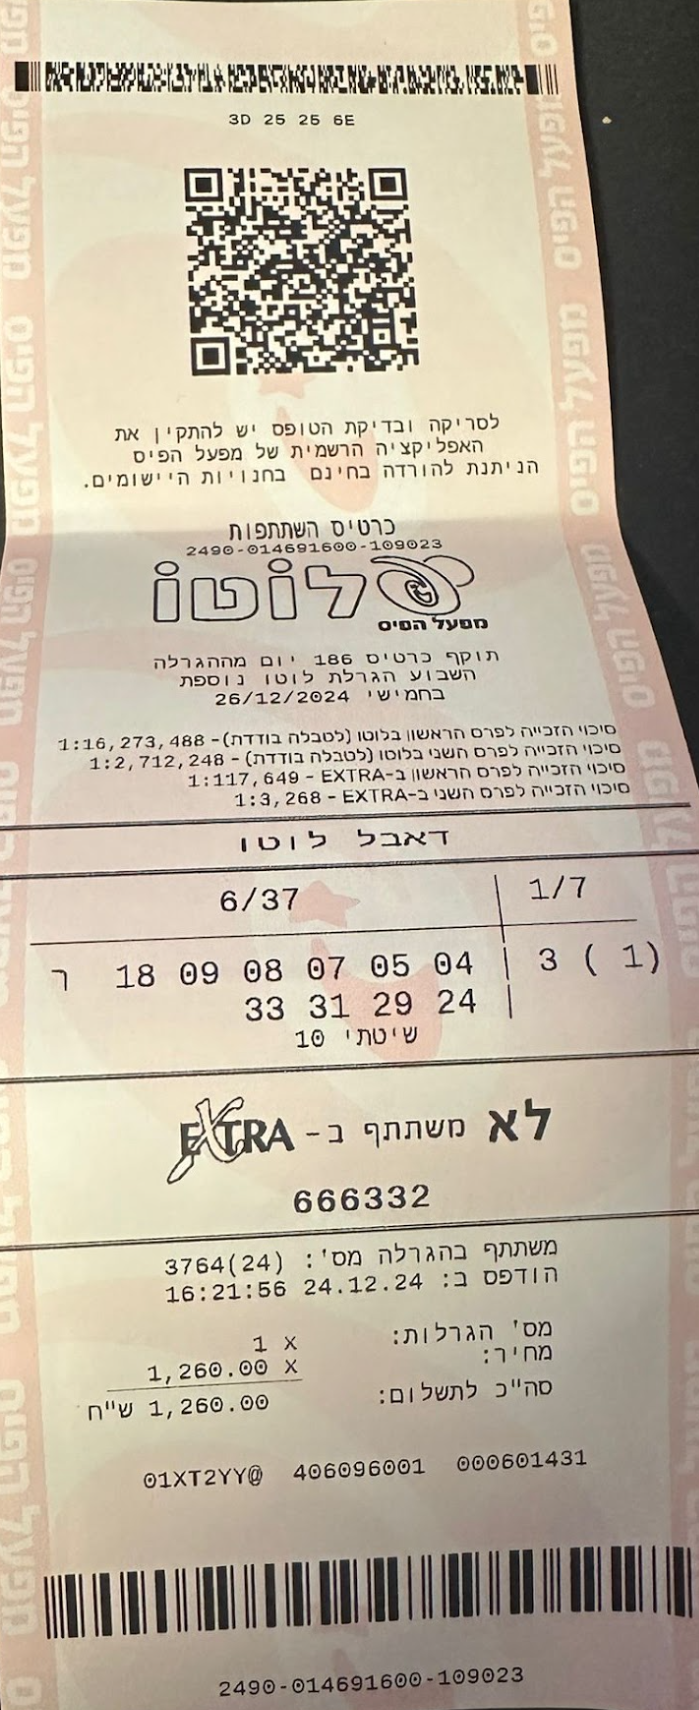 3D 25 25 6E
לסריקה ובדיקת הטופס יש להתקין את
האפליקציה הרשמית של מפעל הפיס
הניתנת להורדה בחינם בחנויות היישומים.
כרטיס השתתפות
2490-014691600-109023
לוטו
מפעל הפיס
תוקף כרטיס 186 יום מההגרלה
השבוע הגרלת לוטו נוספת
בחמישי 26/12/2024
סיכוי הזכייה לפרס הראשון בלוטו (לטבלה בודדת)- 1:16,273,488
סיכוי הזכייה לפרס השני בלוטו (לטבלה בודדת) - 1:2,712,248
סיכוי הזכייה לפרס הראשון ב-EXTRA - 1:117,649
סיכוי הזכייה לפרס השני ב-EXTRA - 1:3,268
דאבל לוטו
6/37 | 1/7
ר 18 09 08 07 05 04 | 3 ( 1)
33 31 29 24 |
שיטתי 10
לא משתתף ב- EXTRA
666332
משתתף בהגרלה מס': 3764(24)
הודפס ב: 24.12.24 16:21:56
מס' הגרלות: 1 X
מחיר: 1,260.00 X
סה"כ לתשלום: 1,260.00 ש"ח
01XT2YY@ 406096001 000601431
2490-014691600-109023
מפעל הפיס